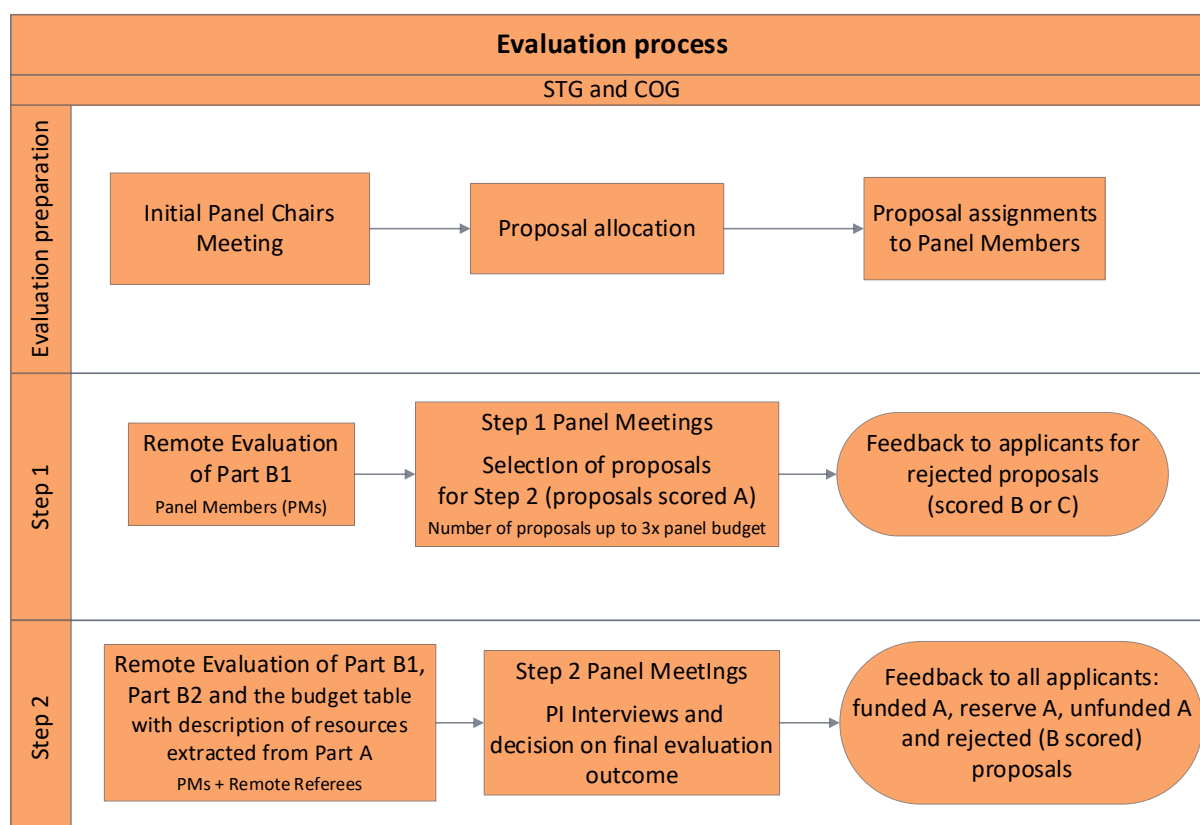 Evaluation process
STG and COG
Evaluation preparation
Initial Panel Chairs
Meeting
Proposal allocation
Proposal assignments
to Panel Members
Step 1
Remote Evaluation
of Part B1
Panel Members (PMs)
Step 1 Panel Meetings
SelectIon of proposals
for Step 2 (proposals scored A)
Number of proposals up to 3x panel budget
Feedback to applicants for
rejected proposals
(scored B or C)
Step 2
Remote Evaluation of Part B1,
Part B2 and the budget table
with description of resources
extracted from Part A
PMs + Remote Referees
Step 2 Panel MeetIngs
PI Interviews and
decision on final evaluation
outcome
Feedback to all applicants:
funded A, reserve A, unfunded A
and rejected (B scored)
proposals